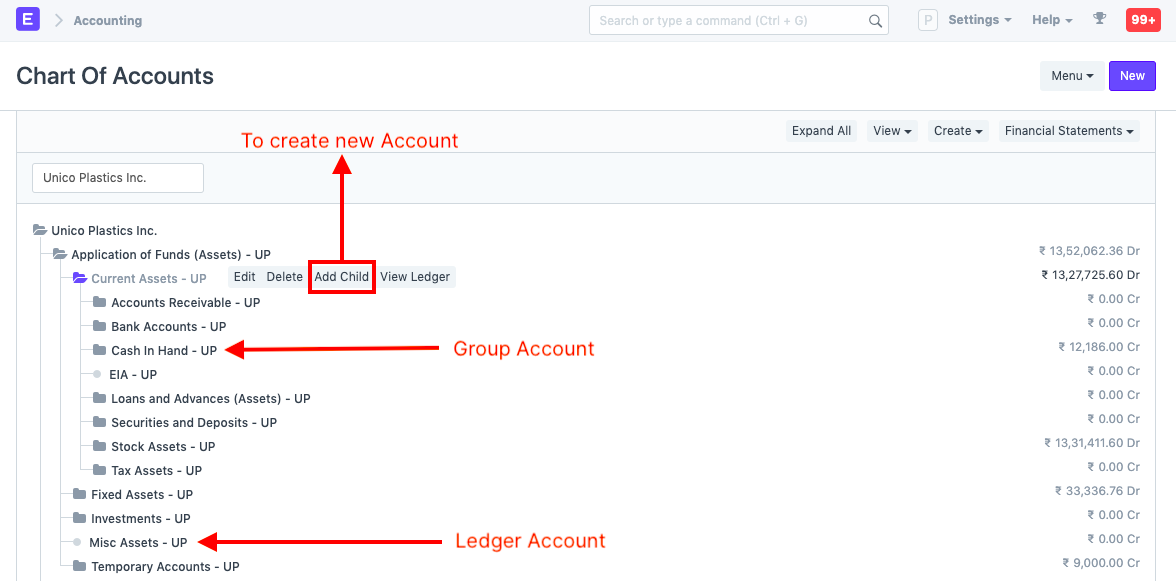 E Accounting Search or type a command (Ctrl + G) P Settings Help 99+
Chart Of Accounts Menu New
Expand All View Create Financial Statements
To create new Account
Unico Plastics Inc.
Unico Plastics Inc.
Application of Funds (Assets) - UP ₹ 13,52,062.36 Dr
Current Assets - UP Edit Delete Add Child View Ledger ₹ 13,27,725.60 Dr
Accounts Receivable - UP ₹ 0.00 Cr
Bank Accounts - UP ₹ 0.00 Cr
Cash In Hand - UP Group Account ₹ 12,186.00 Cr
EIA - UP ₹ 0.00 Cr
Loans and Advances (Assets) - UP ₹ 0.00 Cr
Securities and Deposits - UP ₹ 0.00 Cr
Stock Assets - UP ₹ 13,31,411.60 Dr
Tax Assets - UP ₹ 0.00 Cr
Fixed Assets - UP ₹ 33,336.76 Dr
Investments - UP ₹ 0.00 Cr
Misc Assets - UP Ledger Account ₹ 0.00 Cr
Temporary Accounts - UP ₹ 9,000.00 Cr